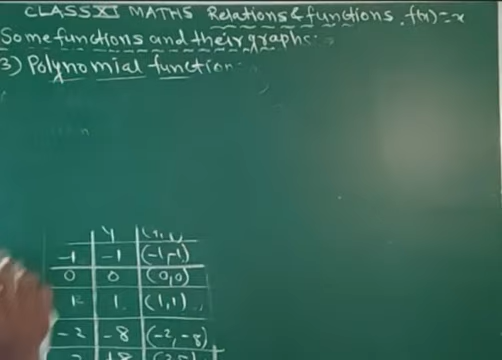 CLASS XI MATHS Relations & functions. f(x)=x
Some functions and their graphs:-
3) Polynomial function
y
-1 -1 (-1,-1)
0 0 (0,0)
1 1 (1,1)
-2 -8 (-2,-8)